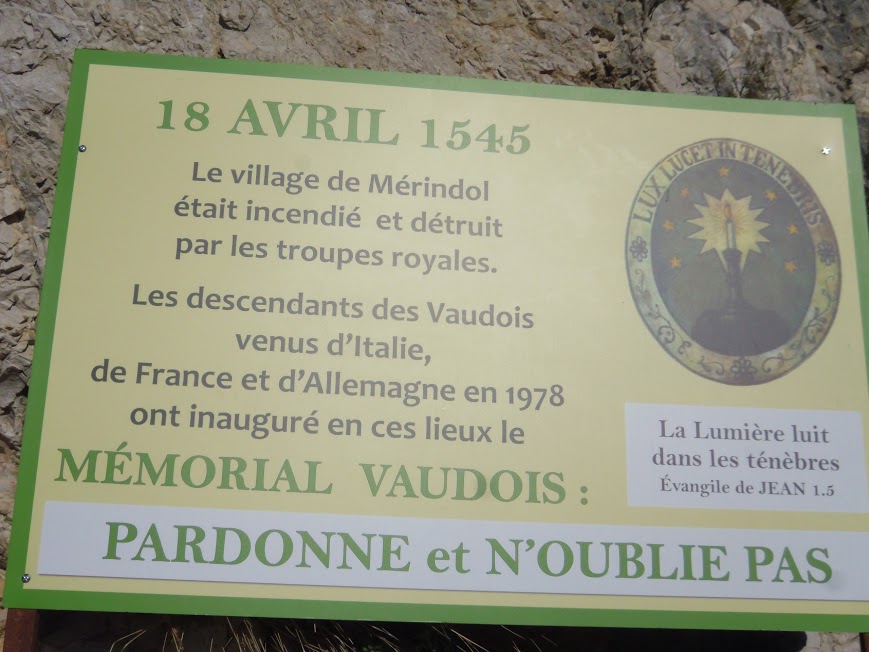 18 AVRIL 1545
Le village de Mérindol
était incendié et détruit
par les troupes royales.
Les descendants des Vaudois
venus d'Italie,
de France et d'Allemagne en 1978
ont inauguré en ces lieux le
MÉMORIAL VAUDOIS :
PARDONNE et N'OUBLIE PAS
LUX LUCET IN TENEBRIS
La Lumière luit
dans les ténèbres
Évangile de JEAN 1.5